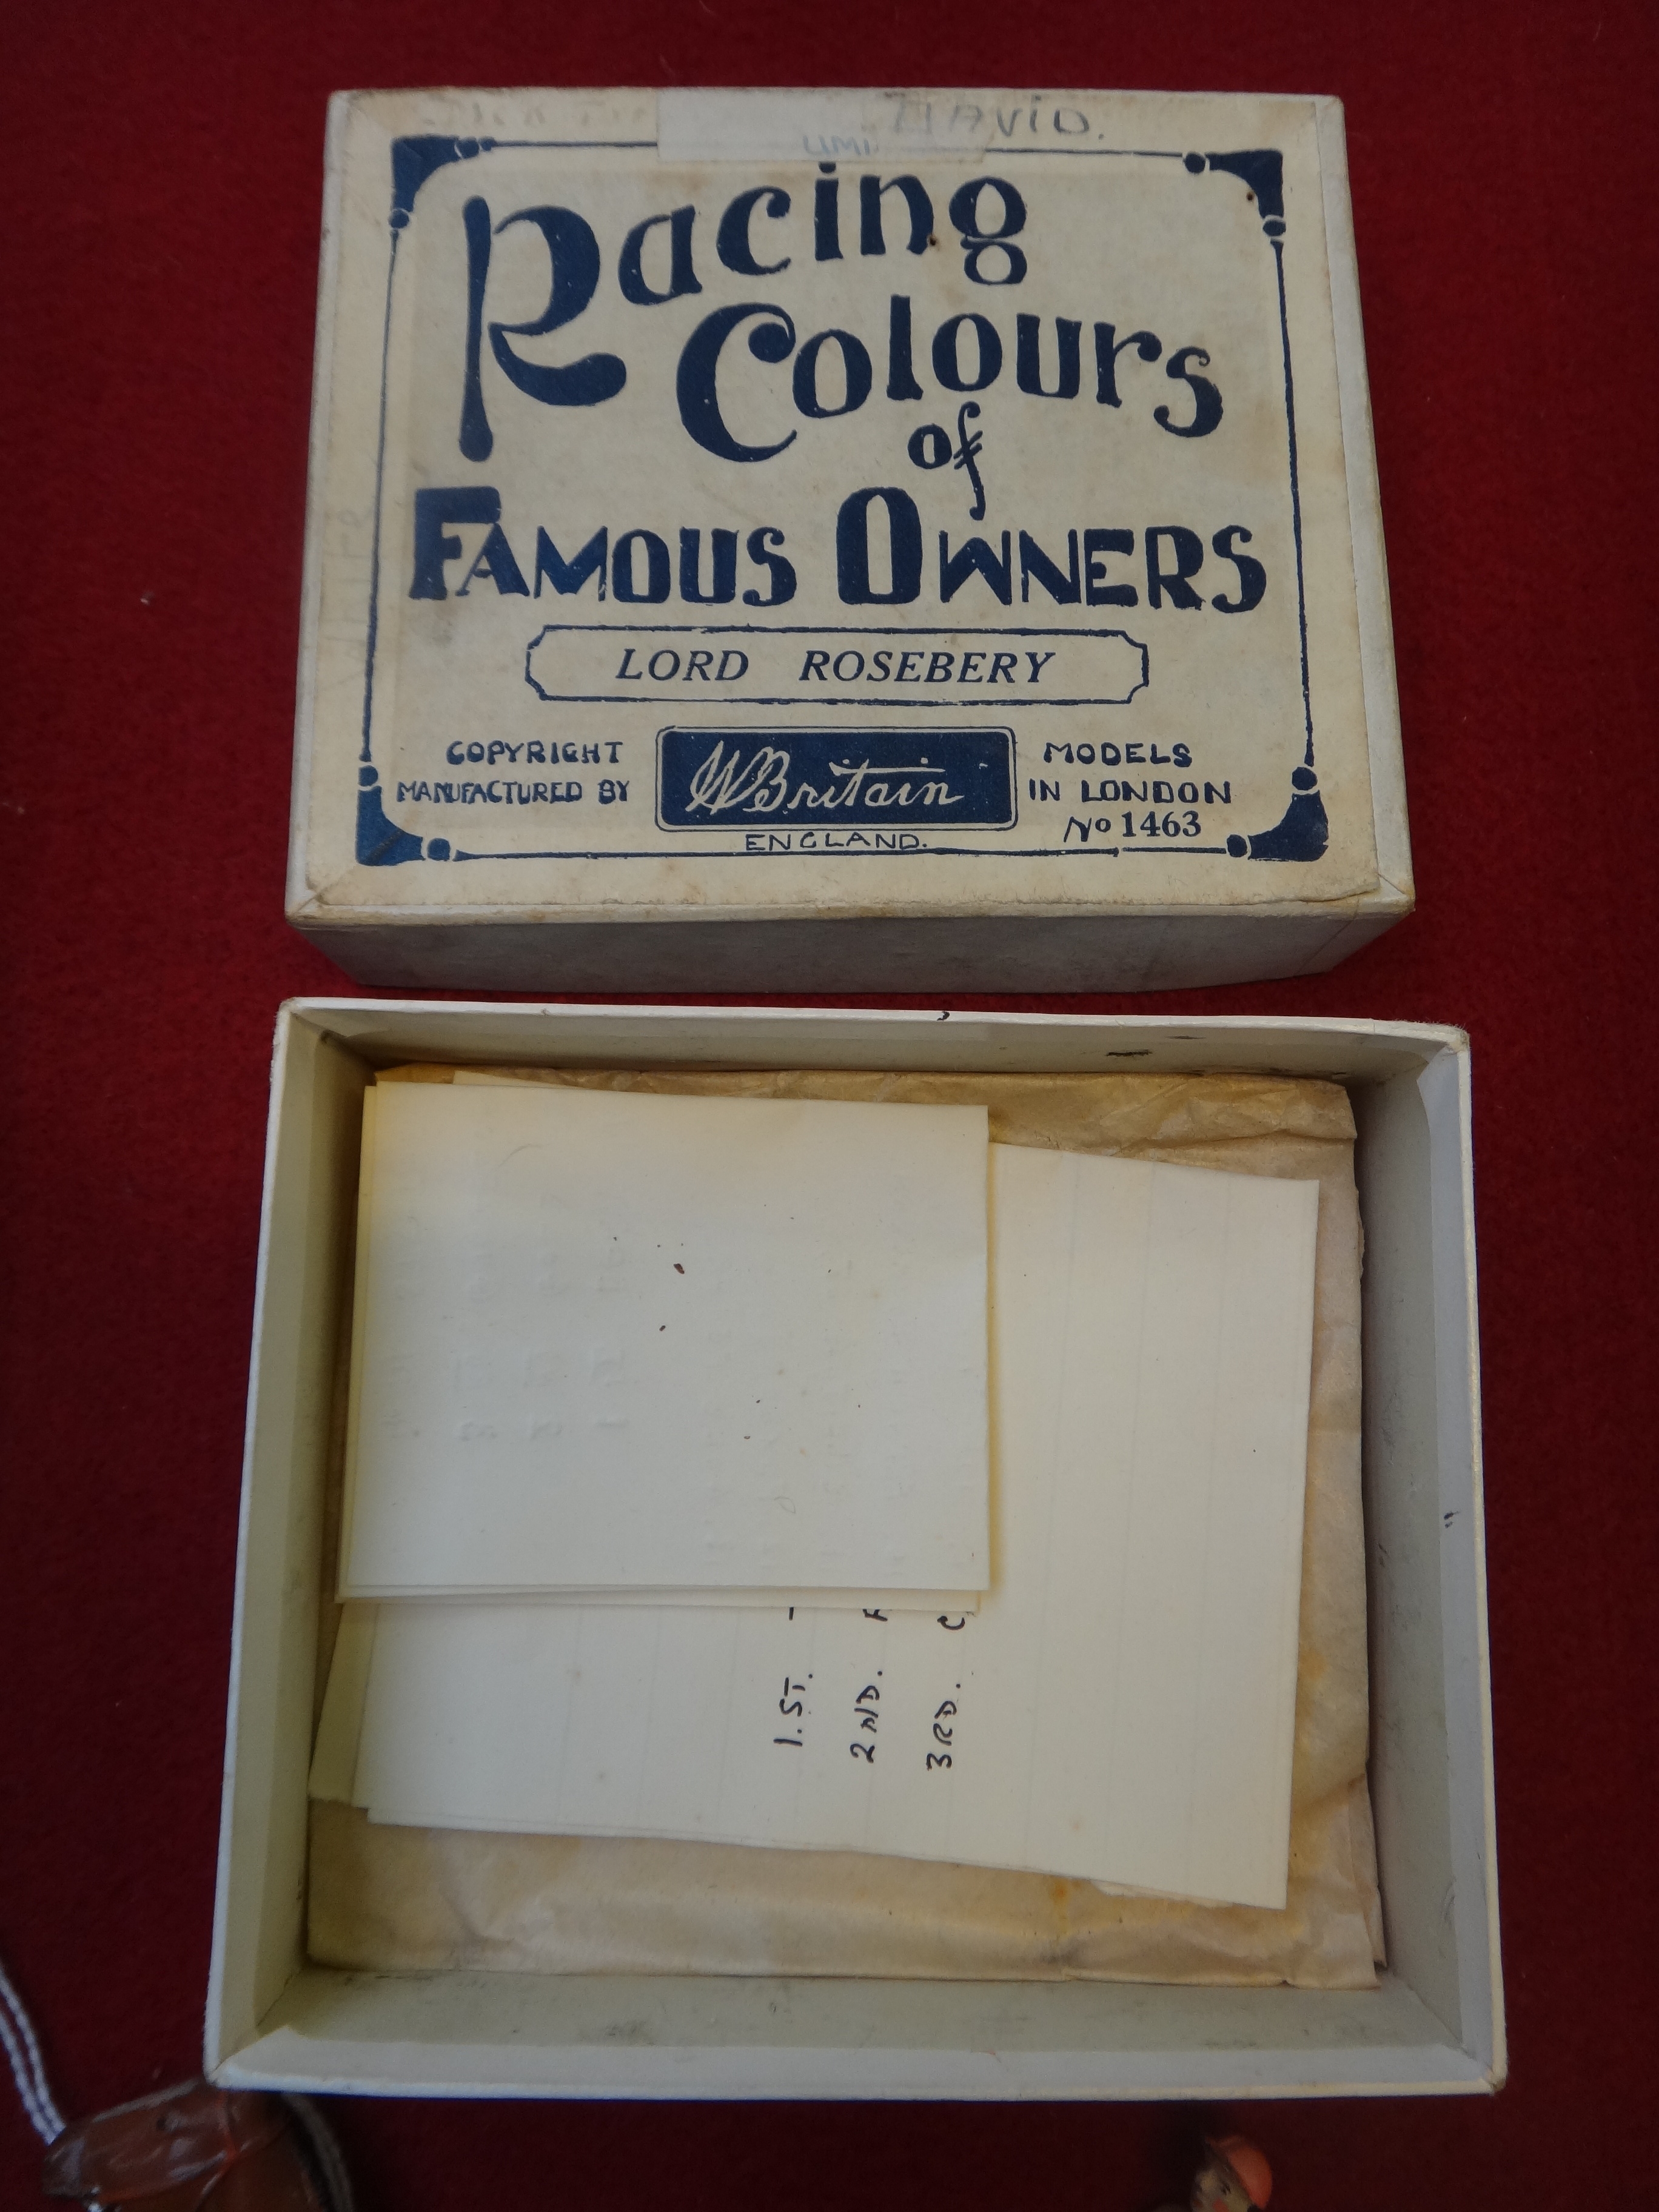 DAVID.
Racing
Colours
of
FAMOUS OWNERS
LORD ROSEBERY
COPYRIGHT MODELS
MANUFACTURED BY W Britain IN LONDON
ENGLAND. No 1463
1.ST.
2ND.
3RD.